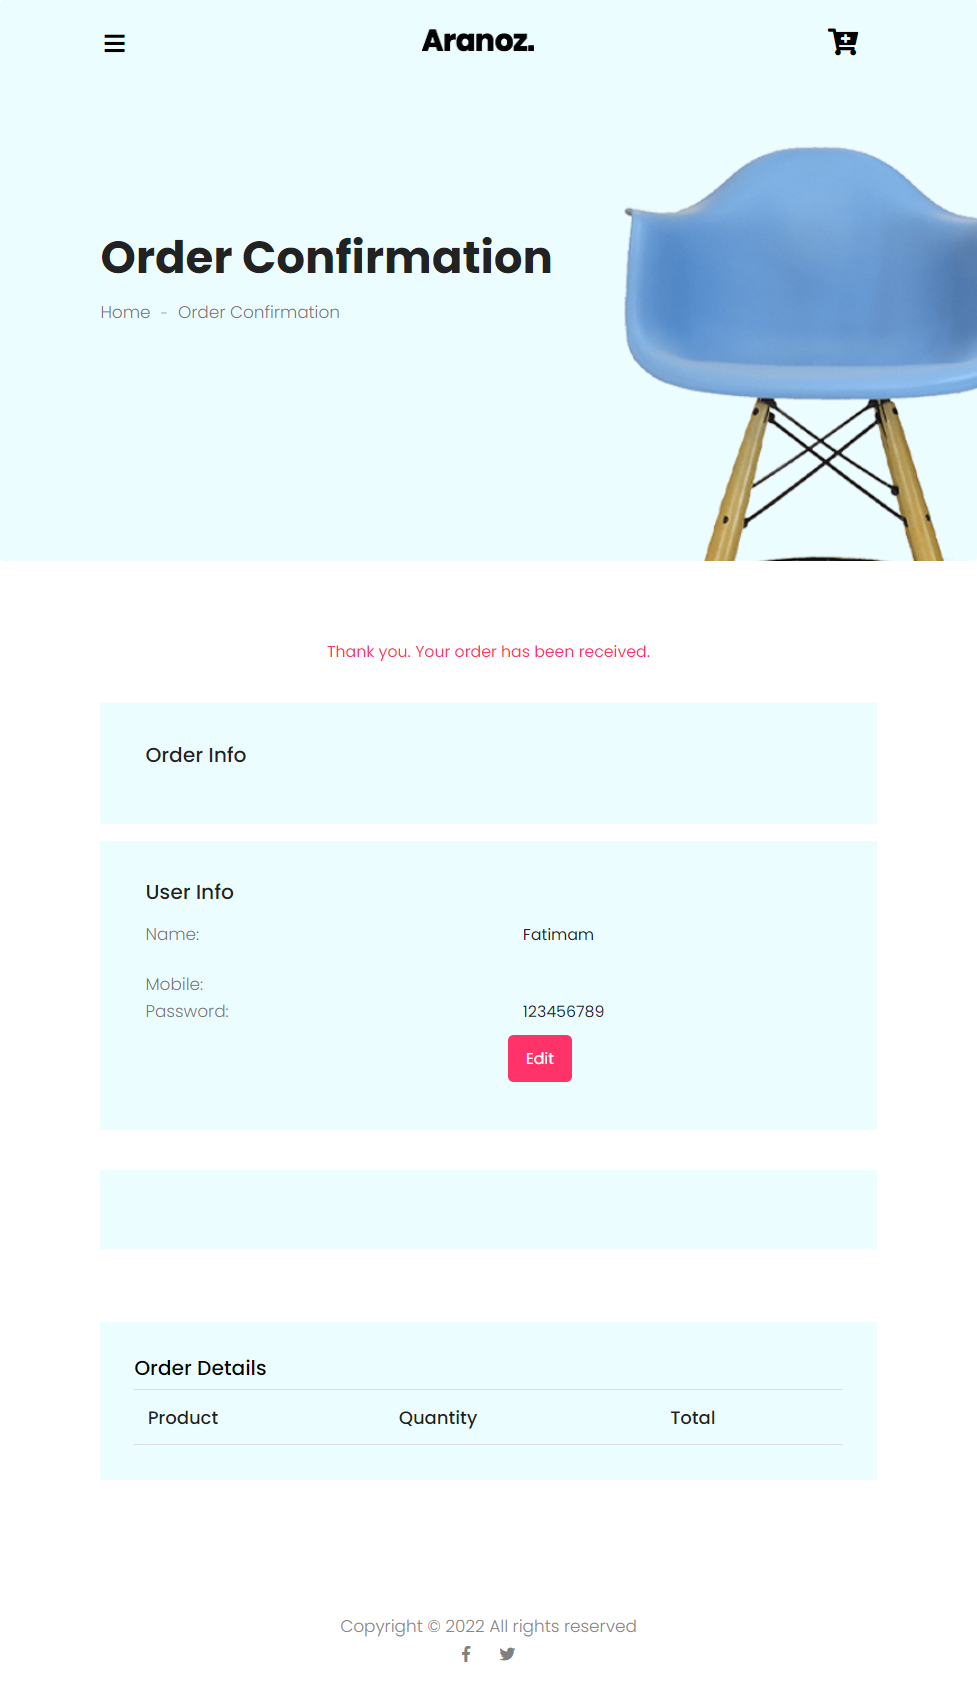 Aranoz.
Order Confirmation
Home - Order Confirmation
Thank you. Your order has been received.
Order Info
User Info
Name: Fatimam
Mobile:
Password: 123456789
Edit
Order Details
Product Quantity Total
Copyright © 2022 All rights reserved